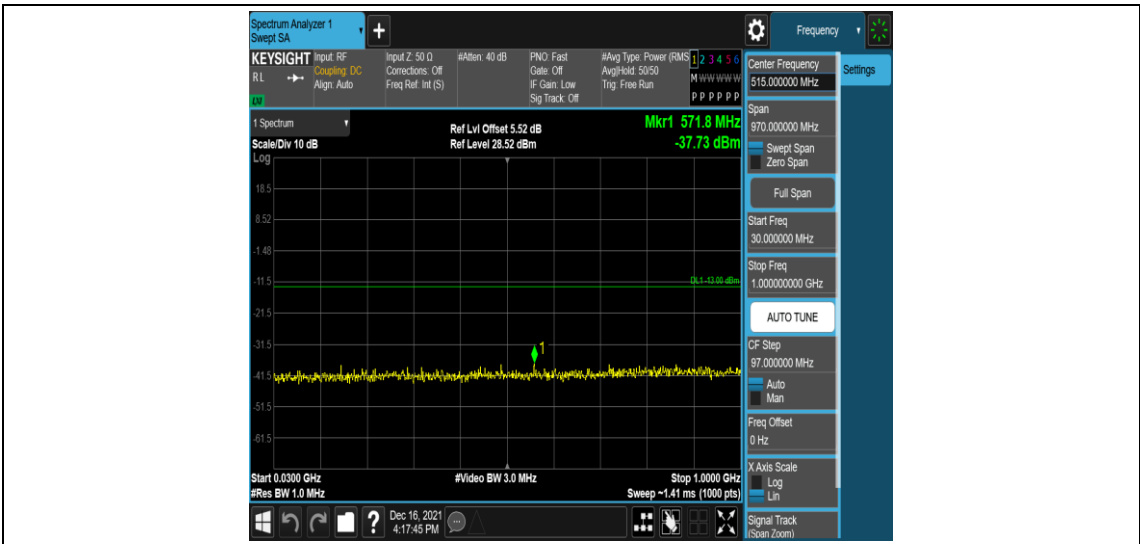 Spectrum Analyzer 1
Swept SA
+
Frequency
KEYSIGHT
RL
LXI
Input: RF
Coupling: DC
Align: Auto
Input Z: 50 Ω
Corrections: Off
Freq Ref: Int (S)
#Atten: 40 dB
PNO: Fast
Gate: Off
IF Gain: Low
Sig Track: Off
#Avg Type: Power (RMS
Avg|Hold: 50/50
Trig: Free Run
1 2 3 4 5 6
M W W W W W
P P P P P P
1 Spectrum
Scale/Div 10 dB
Log
Ref Lvl Offset 5.52 dB
Ref Level 28.52 dBm
Mkr1 571.8 MHz
-37.73 dBm
18.5
8.52
-1.48
-11.5
-21.5
-31.5
-41.5
-51.5
-61.5
DL1 -13.00 dBm
1
Start 0.0300 GHz
#Res BW 1.0 MHz
#Video BW 3.0 MHz
Stop 1.0000 GHz
Sweep ~1.41 ms (1000 pts)
?
Dec 16, 2021
4:17:45 PM
Center Frequency
515.000000 MHz
Settings
Span
970.000000 MHz
Swept Span
Zero Span
Full Span
Start Freq
30.000000 MHz
Stop Freq
1.000000000 GHz
AUTO TUNE
CF Step
97.000000 MHz
Auto
Man
Freq Offset
0 Hz
X Axis Scale
Log
Lin
Signal Track
(Span Zoom)